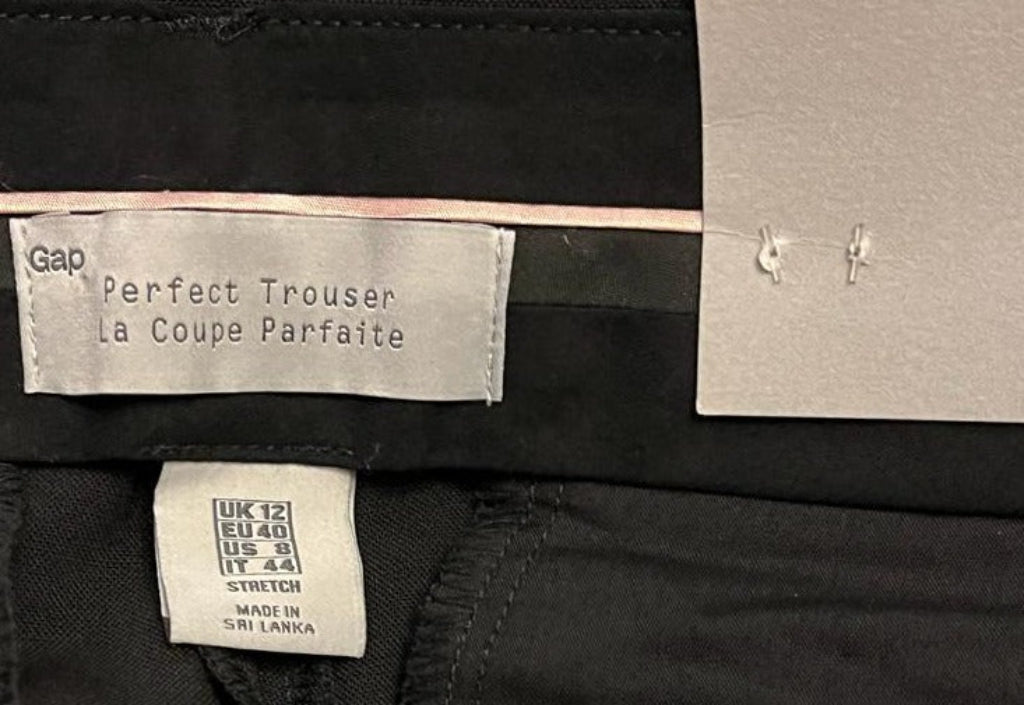 Gap
Perfect Trouser
La Coupe Parfaite
UK 12
EU 40
US 8
IT 44
STRETCH
MADE IN
SRI LANKA